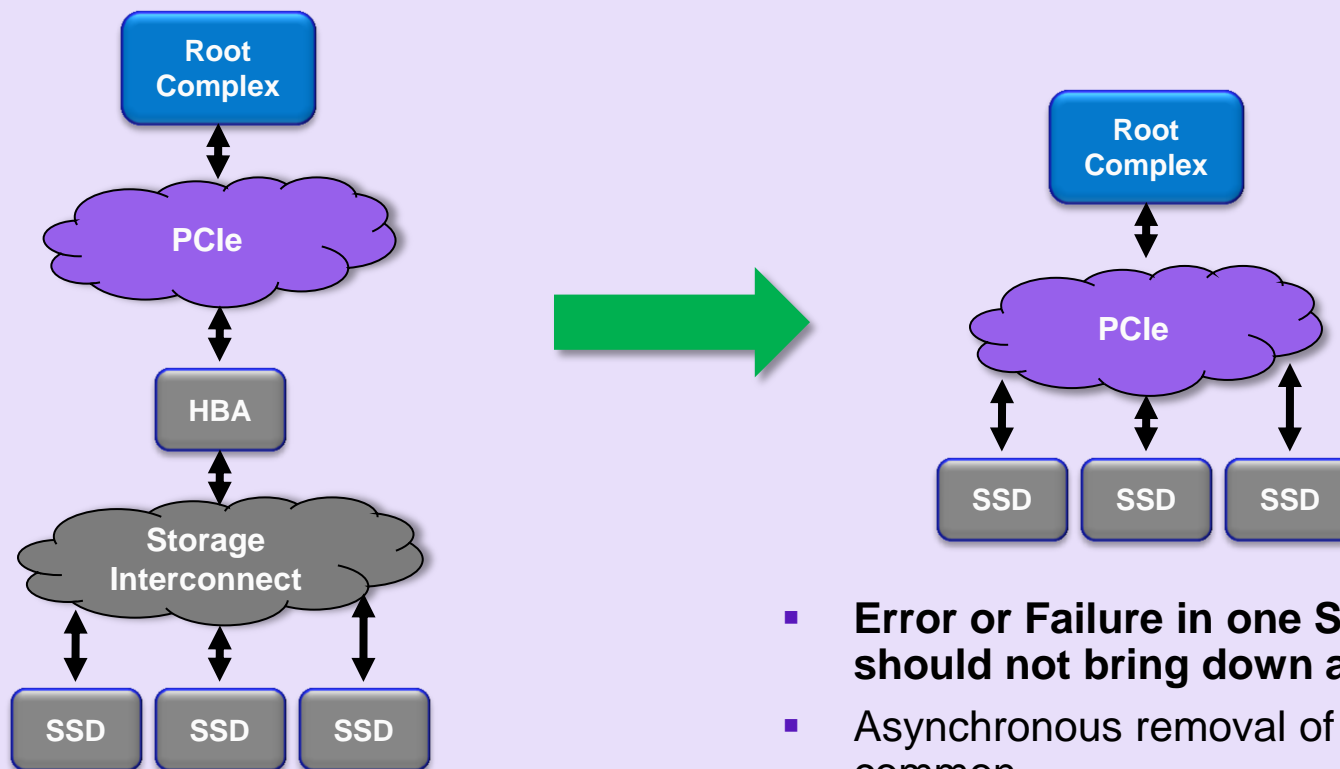 Root
Complex
PCIe
HBA
Storage
Interconnect
SSD SSD SSD
Root
Complex
PCIe
SSD SSD SSD
▪ Error or Failure in one
should not bring down
▪ Asynchronous removal of
common